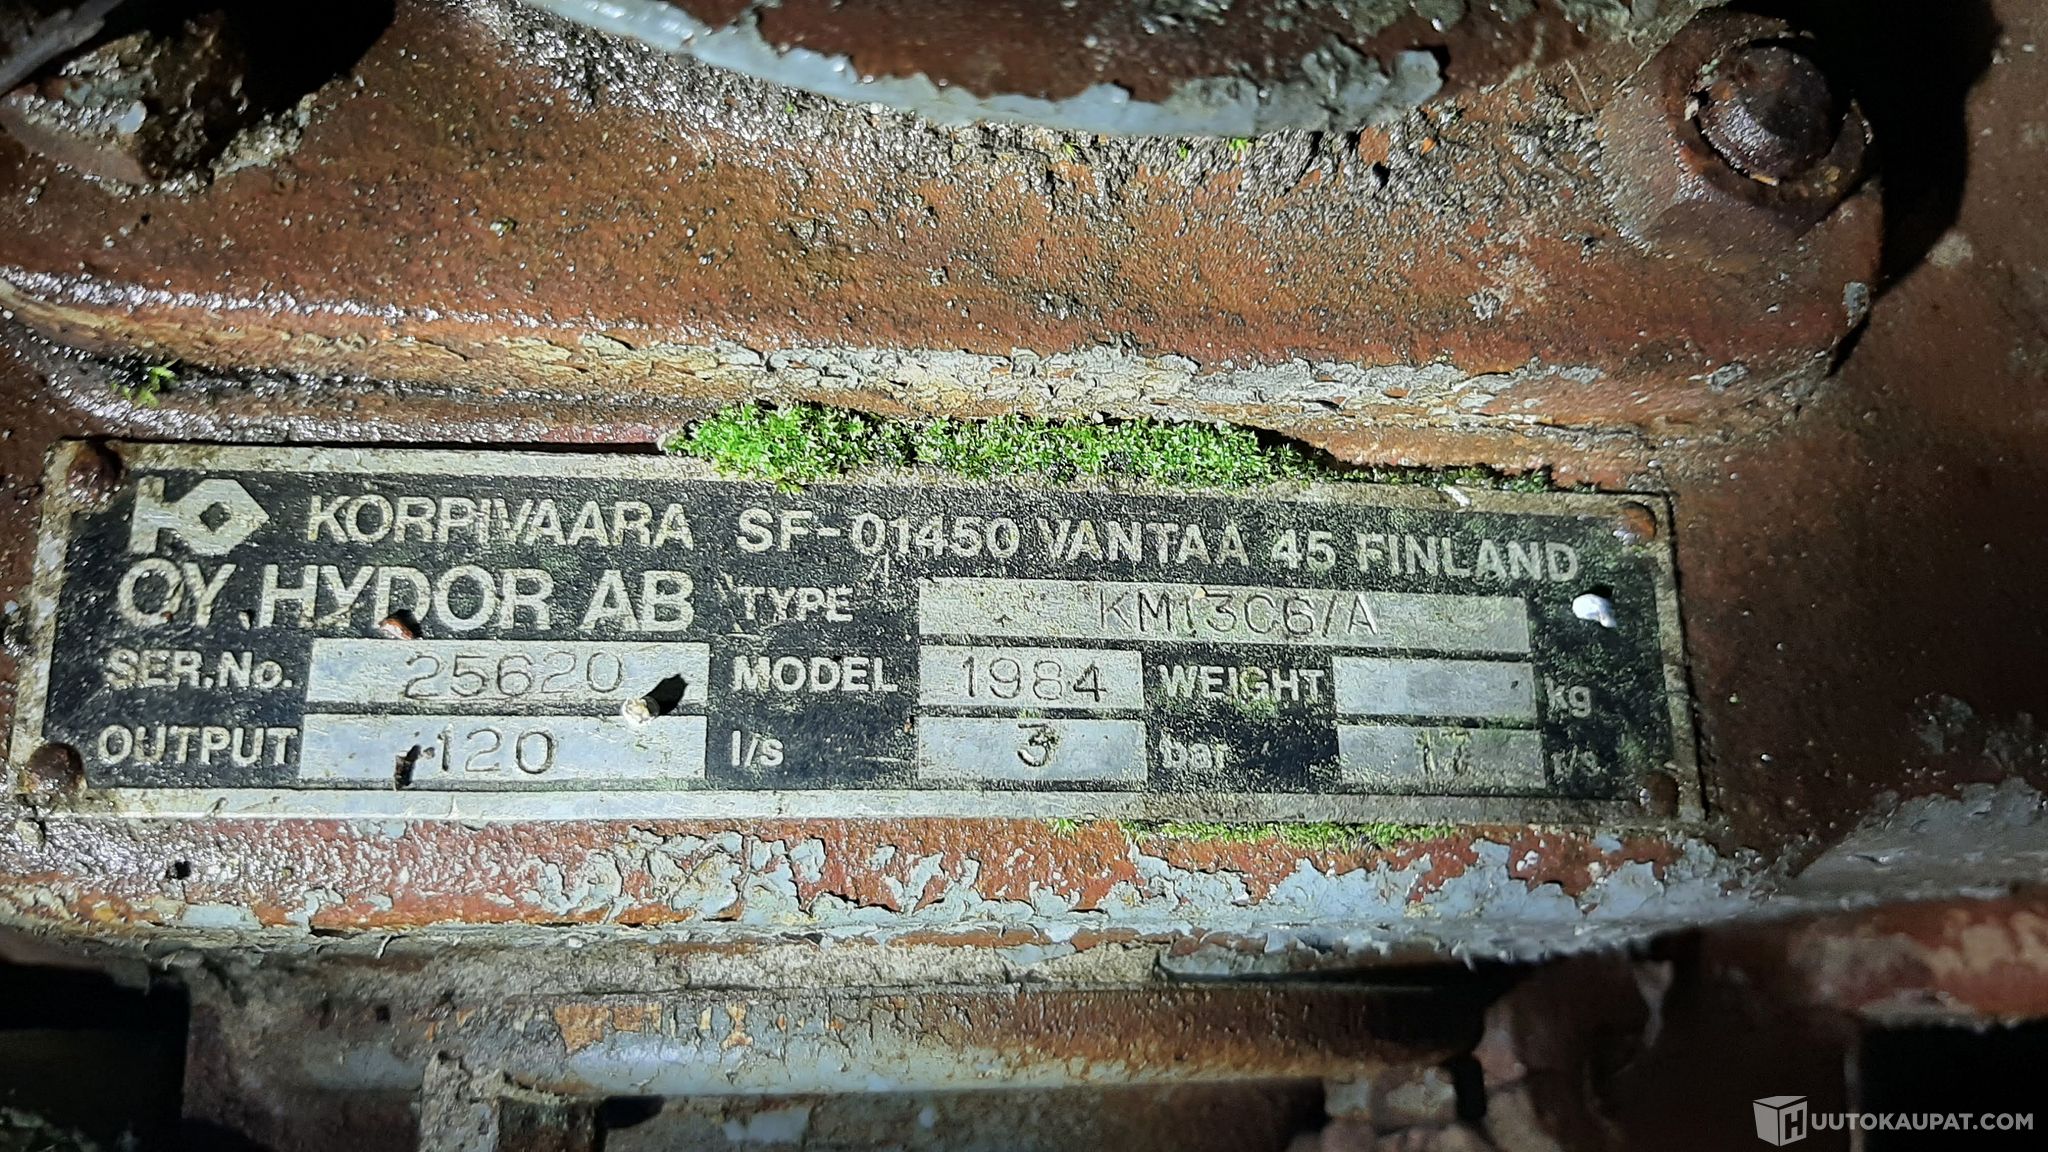 KORPIVAARA SF-01450 VANTAA 45 FINLAND
OY HYDOR AB TYPE KM13C6/A
SER.No. 25620 MODEL 1984 WEIGHT kg
OUTPUT 120 l/s 3 bar 17 r/s
HUUTOKAUPAT.COM